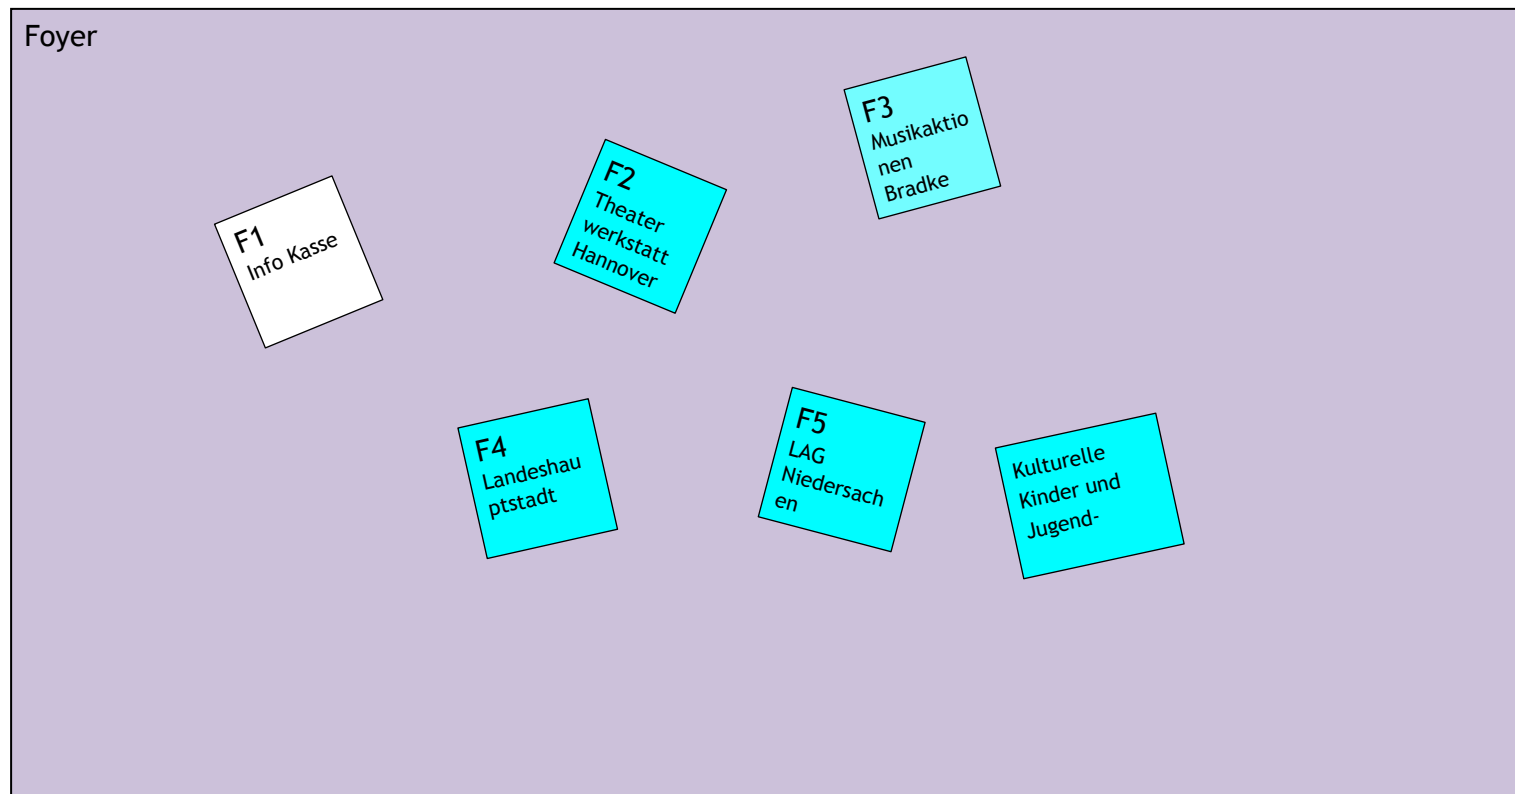 Foyer
F1
Info Kasse
F2
Theater
werkstatt
Hannover
F3
Musikaktio
nen
Bradke
F4
Landeshau
ptstadt
F5
LAG
Niedersach
en
Kulturelle
Kinder und
Jugend-